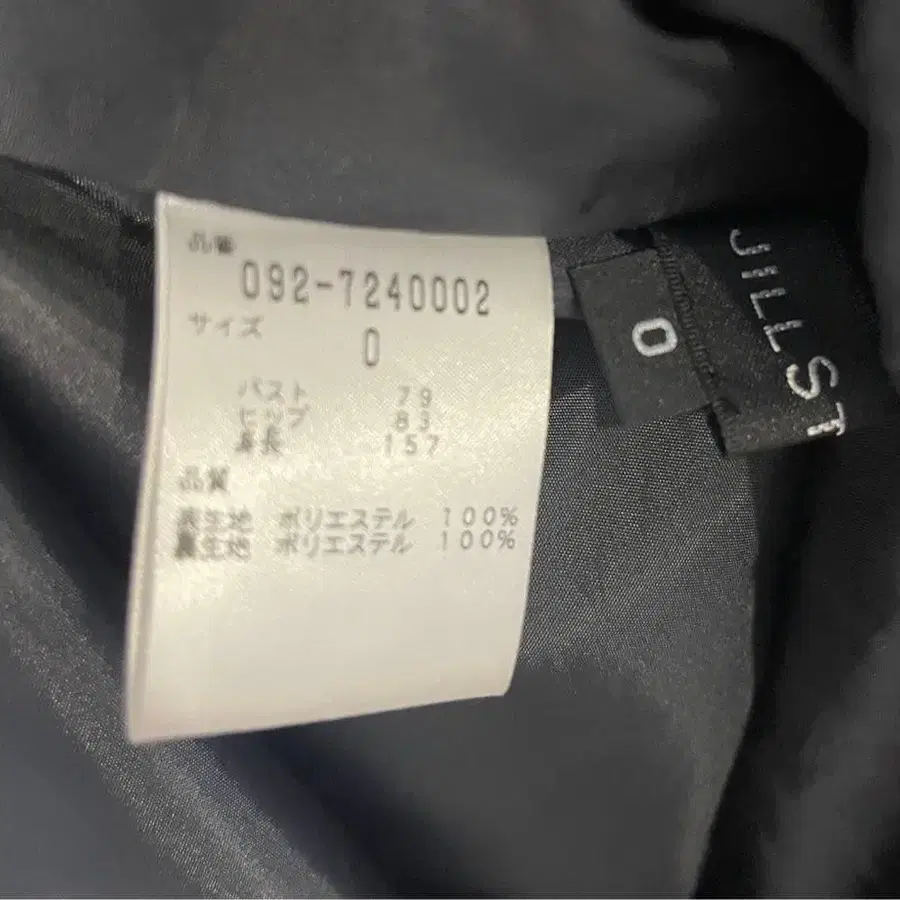 品番
092-7240002
サイズ
0
バスト 79
ヒップ 83
身長 157
品質
表生地 ポリエステル 100%
裏生地 ポリエステル 100%
0
JILL ST